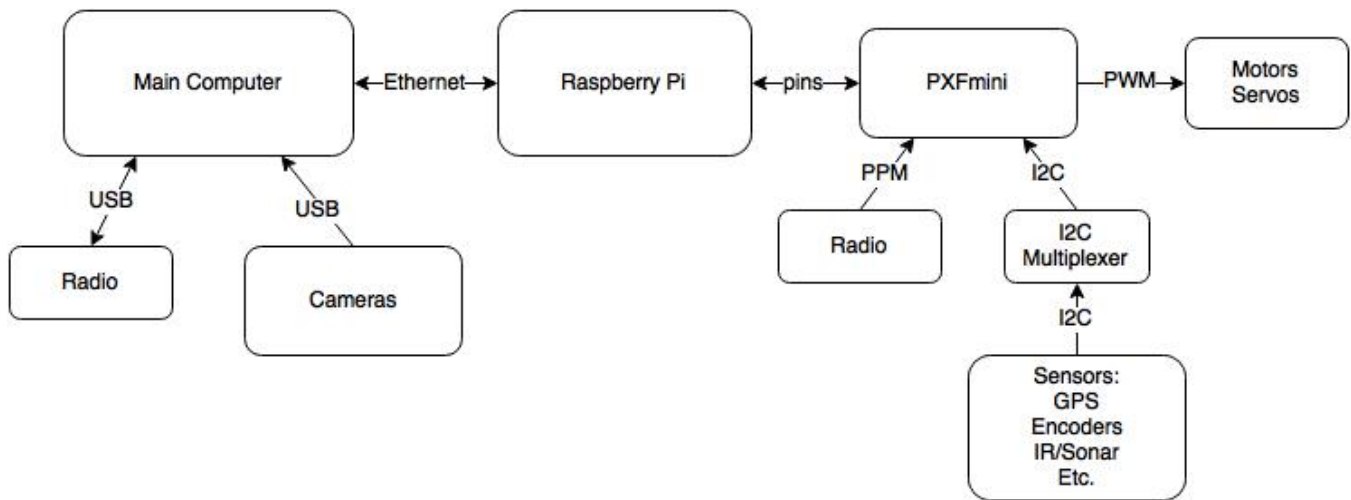 Main Computer
Ethernet
Raspberry Pi
pins
PXFmini
PWM
Motors
Servos
USB
USB
PPM
I2C
Radio
Cameras
Radio
I2C
Multiplexer
I2C
Sensors:
GPS
Encoders
IR/Sonar
Etc.